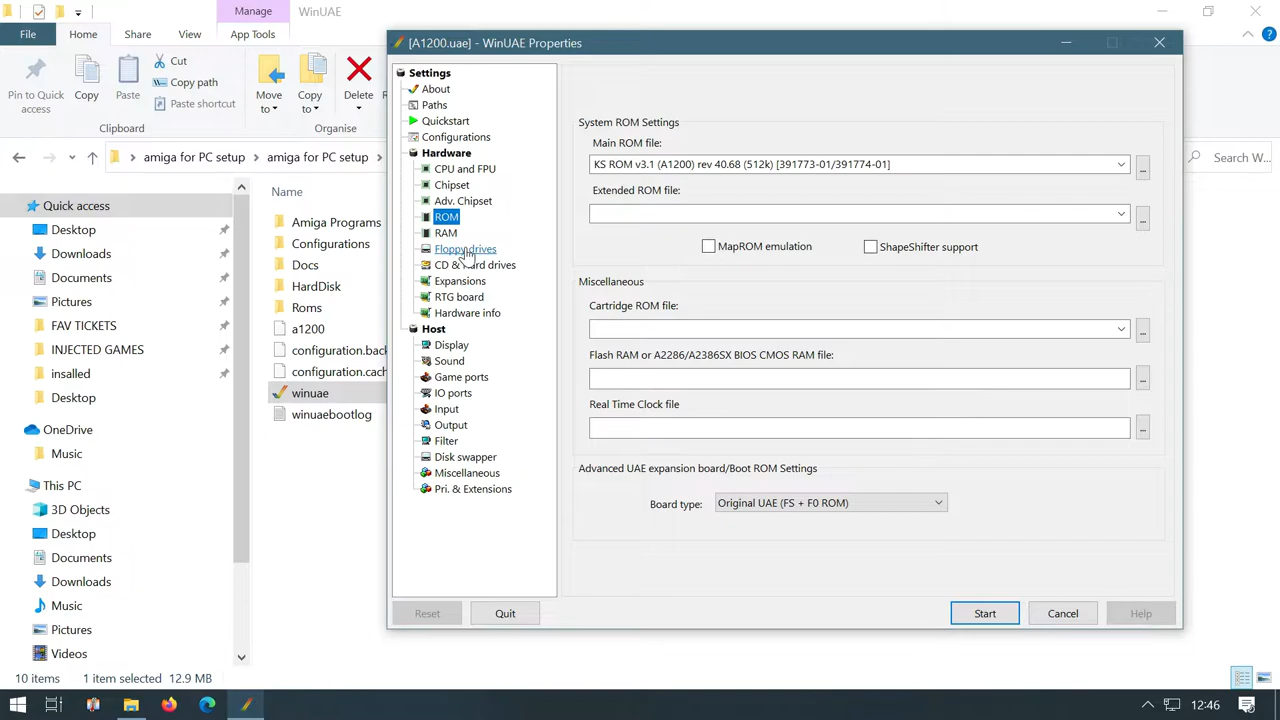 Manage
WinUAE
File
Home
Share
View
App Tools
Pin to Quick
access
Copy
Paste
Cut
Copy path
Paste shortcut
Clipboard
Move
to
Copy
to
Delete
Organise
amiga for PC setup
amiga for PC setup
Search W...
Quick access
Desktop
Downloads
Documents
Pictures
FAV TICKETS
INJECTED GAMES
insalled
Desktop
OneDrive
Music
This PC
3D Objects
Desktop
Documents
Downloads
Music
Pictures
Videos
Name
Amiga Programs
Configurations
Docs
HardDisk
Roms
a1200
configuration.back
configuration.cach
winuae
winuaebootlog
10 items
1 item selected
12.9 MB
[A1200.uae] - WinUAE Properties
Settings
About
Paths
Quickstart
Configurations
Hardware
CPU and FPU
Chipset
Adv. Chipset
ROM
RAM
Floppy drives
CD & Hard drives
Expansions
RTG board
Hardware info
Host
Display
Sound
Game ports
IO ports
Input
Output
Filter
Disk swapper
Miscellaneous
Pri. & Extensions
System ROM Settings
Main ROM file:
KS ROM v3.1 (A1200) rev 40.68 (512k) [391773-01/391774-01]
...
Extended ROM file:
...
MapROM emulation
ShapeShifter support
Miscellaneous
Cartridge ROM file:
...
Flash RAM or A2286/A2386SX BIOS CMOS RAM file:
...
Real Time Clock file
...
Advanced UAE expansion board/Boot ROM Settings
Board type:
Original UAE (FS + F0 ROM)
Reset
Quit
Start
Cancel
Help
12:46